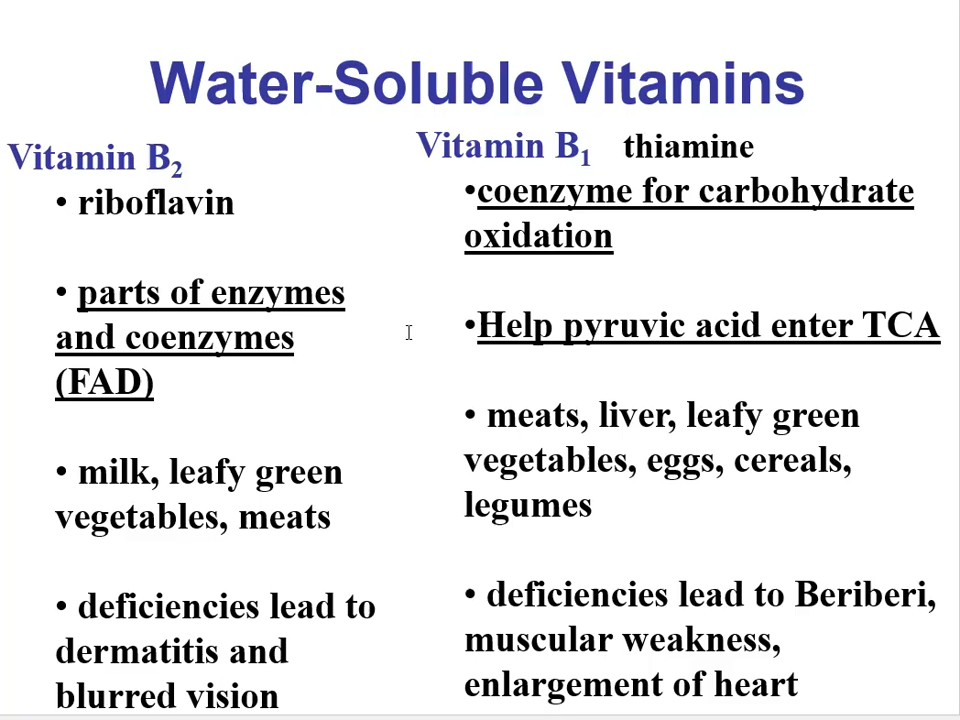 Water-Soluble Vitamins
Vitamin B₂
• riboflavin
• parts of enzymes
and coenzymes
(FAD)
• milk, leafy green
vegetables, meats
• deficiencies lead to
dermatitis and
blurred vision
Vitamin B₁ thiamine
•coenzyme for carbohydrate
oxidation
•Help pyruvic acid enter TCA
• meats, liver, leafy green
vegetables, eggs, cereals,
legumes
• deficiencies lead to Beriberi,
muscular weakness,
enlargement of heart